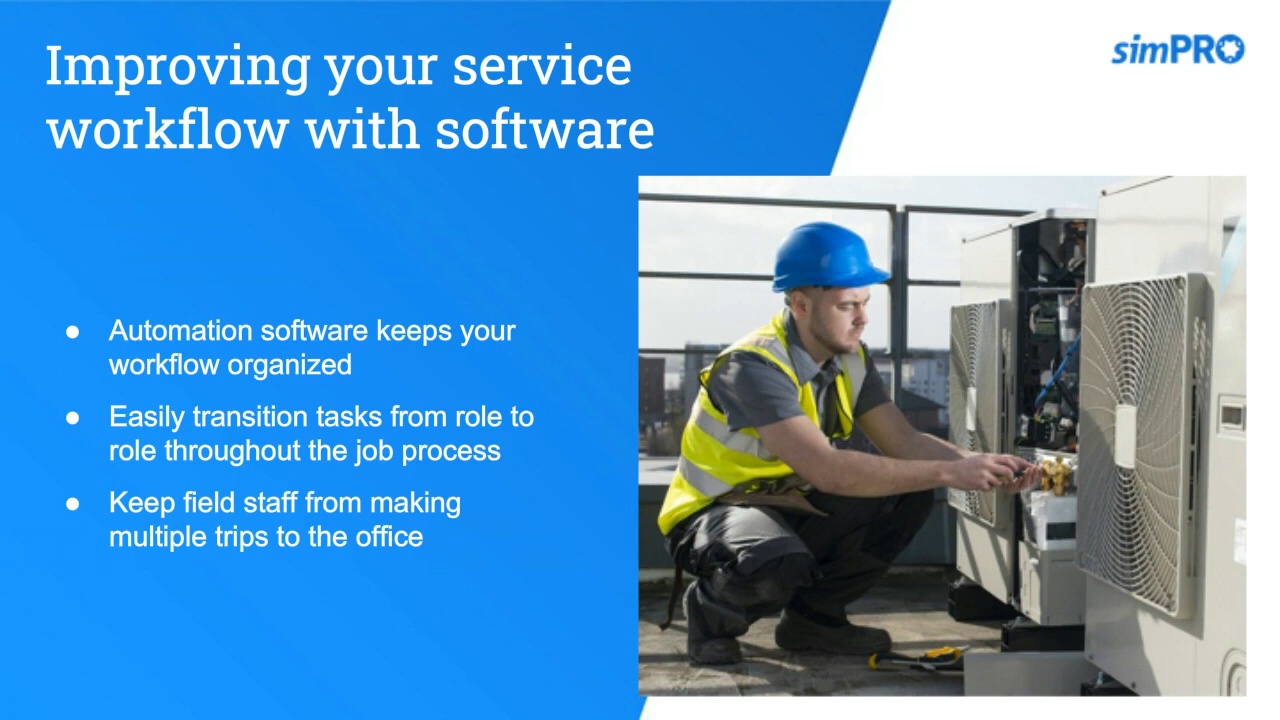 Improving your service
workflow with software
simPRO
● Automation software keeps your
workflow organized
● Easily transition tasks from role to
role throughout the job process
● Keep field staff from making
multiple trips to the office